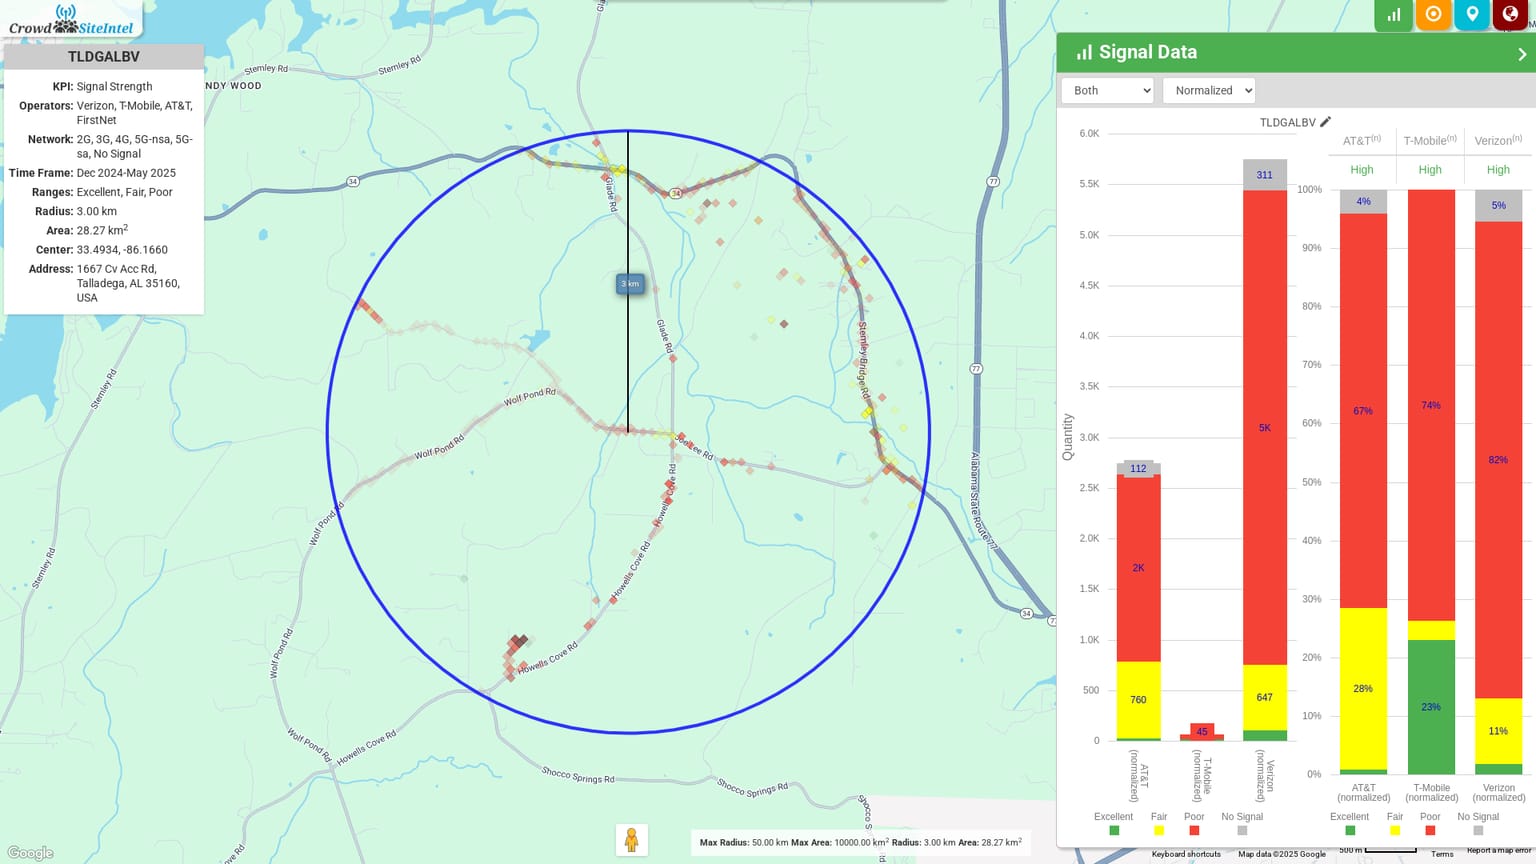 CrowdSiteIntel
TLDGALBV
KPI: Signal Strength
Operators: Verizon, T-Mobile, AT&T,
FirstNet
Network: 2G, 3G, 4G, 5G-nsa, 5G-
sa, No Signal
Time Frame: Dec 2024-May 2025
Ranges: Excellent, Fair, Poor
Radius: 3.00 km
Area: 28.27 km²
Center: 33.4934, -86.1660
Address: 1667 Cv Acc Rd,
Talladega, AL 35160,
USA
Stemley Rd
Stemley Rd
NDY WOOD
34
34
Glade Rd
77
3 km
Glade Rd
Stemley Bridge Rd
77
Stemley Rd
Wolf Pond Rd
Wolf Pond Rd
Joe Lee Rd
Howells Cove Rd
Alabama State Route 77
Wolf Pond Rd
Stemley Rd
Howells Cove Rd
34
Wolf Pond Rd
Howells Cove Rd
Wolf Pond Rd
Howells Cove Rd
Shocco Springs Rd
Shocco Springs Rd
Shocco S
ve Rd
Google
Max Radius: 50.00 km Max Area: 10000.00 km² Radius: 3.00 km Area: 28.27 km²
Signal Data
Both
Normalized
TLDGALBV
6.0K
5.5K
5.0K
4.5K
4.0K
3.5K
3.0K
2.5K
2.0K
1.5K
1.0K
500
0
Quantity
112
2K
760
45
311
5K
647
AT&T
(normalized)
T-Mobile
(normalized)
Verizon
(normalized)
Excellent
Fair
Poor
No Signal
AT&T(n)
T-Mobile(n)
Verizon(n)
High
High
High
100%
90%
80%
70%
60%
50%
40%
30%
20%
10%
0%
4%
67%
28%
74%
23%
5%
82%
11%
AT&T
(normalized)
T-Mobile
(normalized)
Verizon
(normalized)
Excellent
Fair
Poor
No Signal
Keyboard shortcuts
Map data ©2025 Google
500 m
Terms
Report a map error